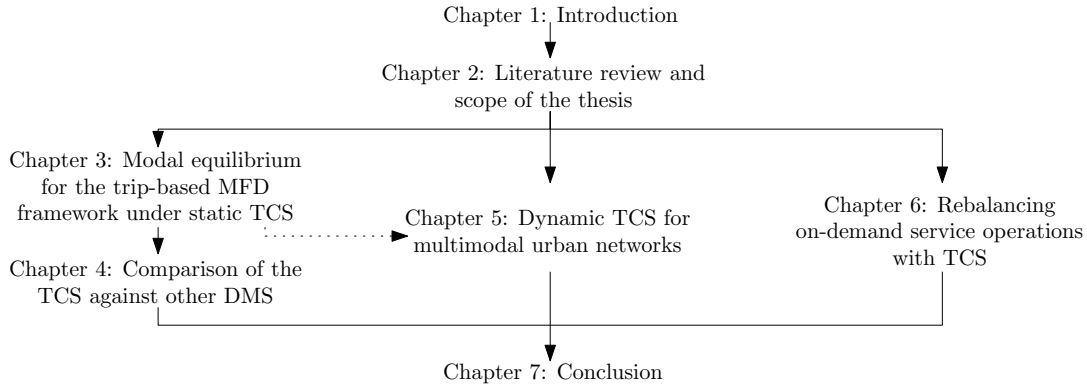 Chapter 1: Introduction
Chapter 2: Literature review and
scope of the thesis
Chapter 3: Modal equilibrium
for the trip-based MFD
framework under static TCS
Chapter 4: Comparison of the
TCS against other DMS
Chapter 5: Dynamic TCS for
multimodal urban networks
Chapter 6: Rebalancing
on-demand service operations
with TCS
Chapter 7: Conclusion